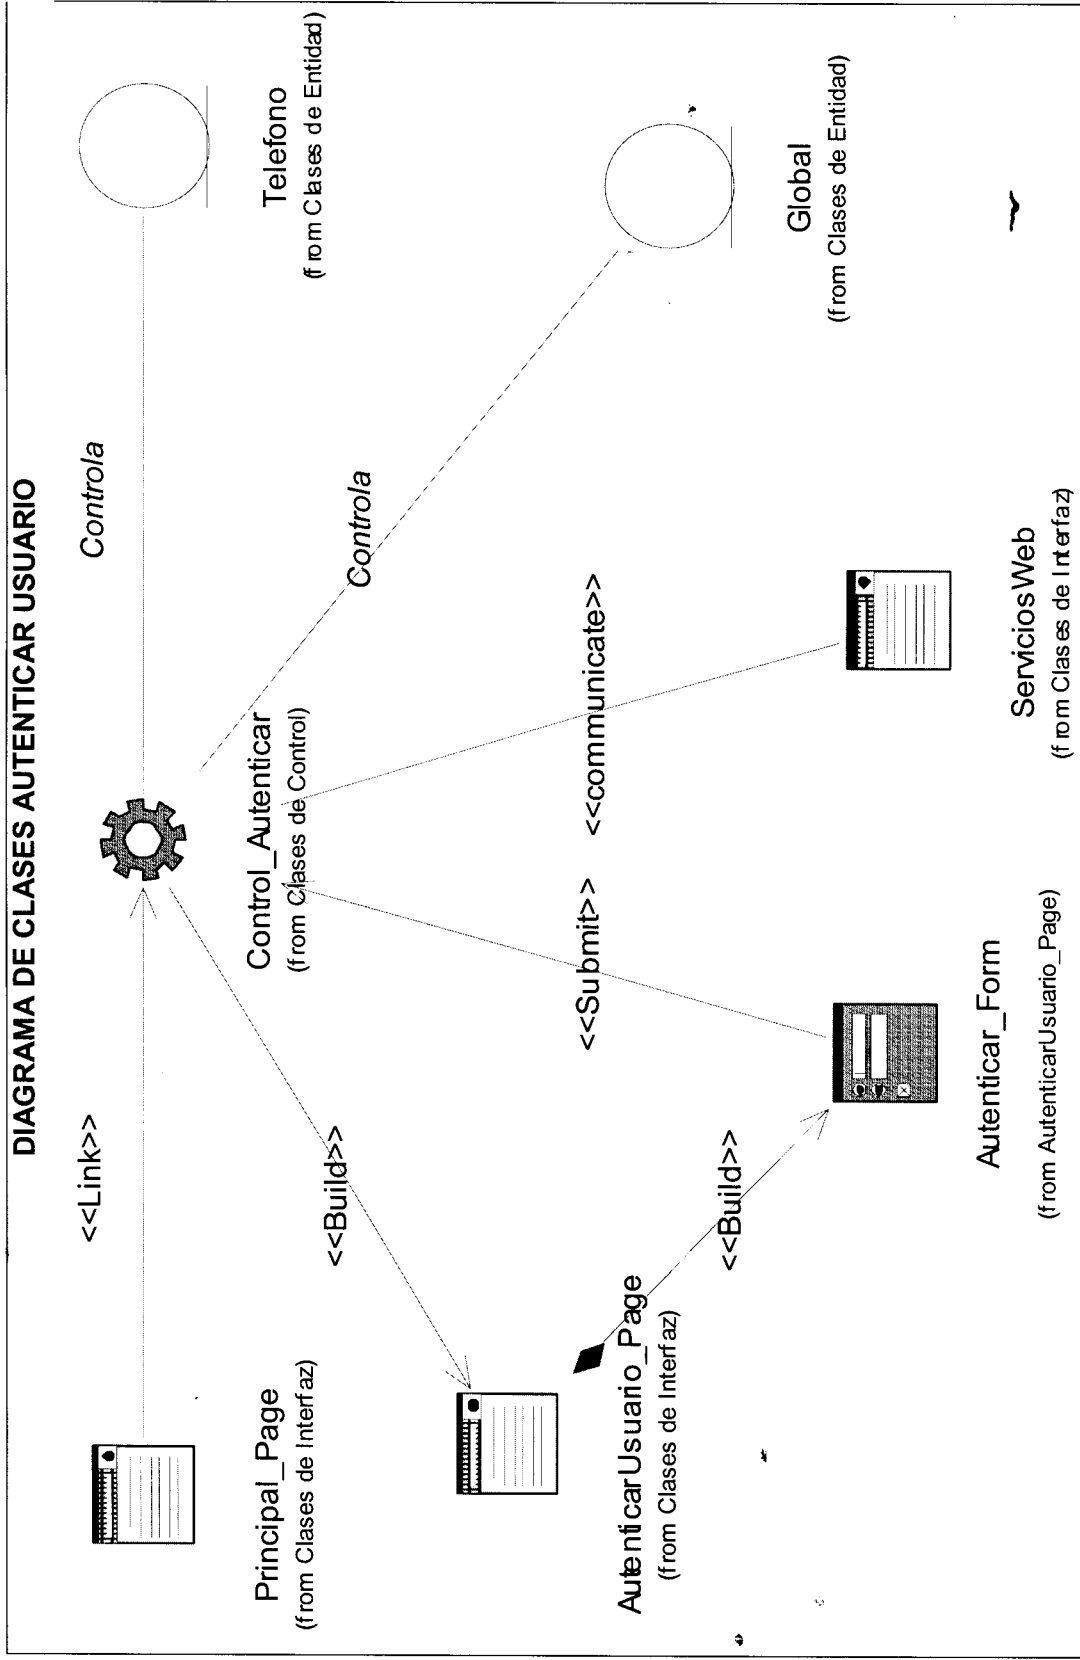 DIAGRAMA DE CLASES AUTENTICAR USUARIO
<<Link>>
Controla
Principal_Page
(from Clases de Interfaz)
Control_Autenticar
(from Clases de Control)
Telefono
(from Clases de Entidad)
<<Build>>
Controla
AutenticarUsuario_Page
(from Clases de Interfaz)
<<Submit>>
<<communicate>>
<<Build>>
Global
(from Clases de Entidad)
Autenticar_Form
(from AutenticarUsuario_Page)
ServiciosWeb
(from Clases de Interfaz)